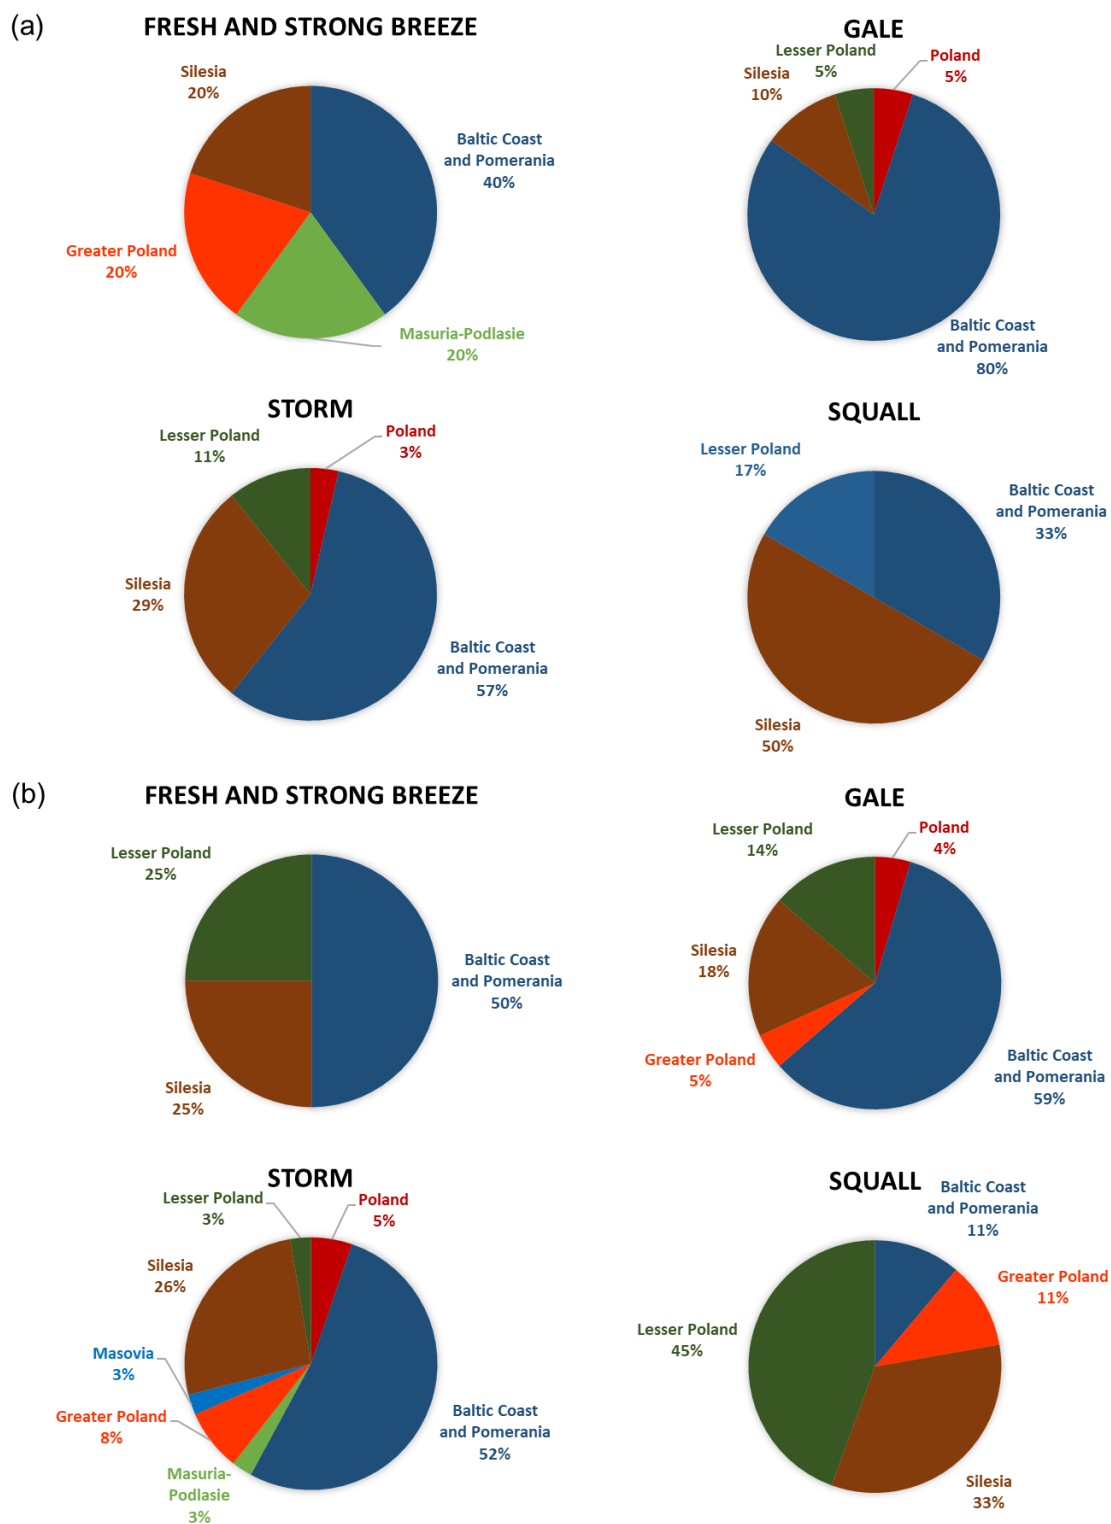 (a)
FRESH AND STRONG BREEZE
Silesia
20%
Baltic Coast
and Pomerania
40%
Greater Poland
20%
Masuria-Podlasie
20%
GALE
Lesser Poland
5%
Poland
5%
Silesia
10%
Baltic Coast
and Pomerania
80%
STORM
Lesser Poland
11%
Poland
3%
Silesia
29%
Baltic Coast
and Pomerania
57%
SQUALL
Lesser Poland
17%
Baltic Coast
and Pomerania
33%
Silesia
50%
(b)
FRESH AND STRONG BREEZE
Lesser Poland
25%
Baltic Coast
and Pomerania
50%
Silesia
25%
GALE
Lesser Poland
14%
Poland
4%
Silesia
18%
Greater Poland
5%
Baltic Coast
and Pomerania
59%
STORM
Lesser Poland
3%
Poland
5%
Silesia
26%
Masovia
3%
Greater Poland
8%
Baltic Coast
and Pomerania
52%
Masuria-
Podlasie
3%
SQUALL
Baltic Coast
and Pomerania
11%
Greater Poland
11%
Lesser Poland
45%
Silesia
33%